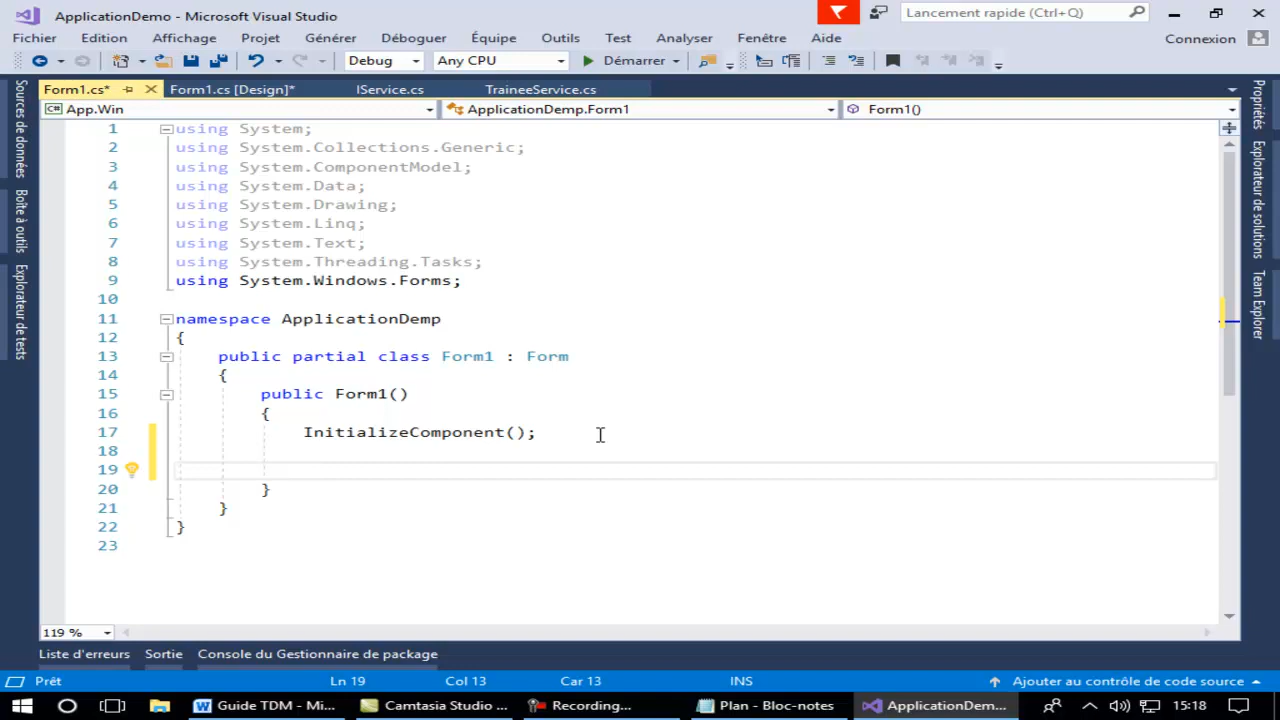 ApplicationDemo - Microsoft Visual Studio
Lancement rapide (Ctrl+Q)
Fichier Edition Affichage Projet Générer Déboguer Équipe Outils Test Analyser Fenêtre Aide Connexion
Debug Any CPU Démarrer
Form1.cs* Form1.cs [Design]* IService.cs TraineeService.cs
C# App.Win ApplicationDemp.Form1 Form1()
1 using System;
2 using System.Collections.Generic;
3 using System.ComponentModel;
4 using System.Data;
5 using System.Drawing;
6 using System.Linq;
7 using System.Text;
8 using System.Threading.Tasks;
9 using System.Windows.Forms;
10
11 namespace ApplicationDemp
12 {
13 public partial class Form1 : Form
14 {
15 public Form1()
16 {
17 InitializeComponent();
18
19
20 }
21 }
22 }
23
Sources de données
Boîte à outils
Explorateur de tests
Propriétés
Explorateur de solutions
Team Explorer
119 %
Liste d'erreurs Sortie Console du Gestionnaire de package
Prêt Ln 19 Col 13 Car 13 INS Ajouter au contrôle de code source
Guide TDM - Mi... Camtasia Studio ... Recording... Plan - Bloc-notes ApplicationDem... 15:18